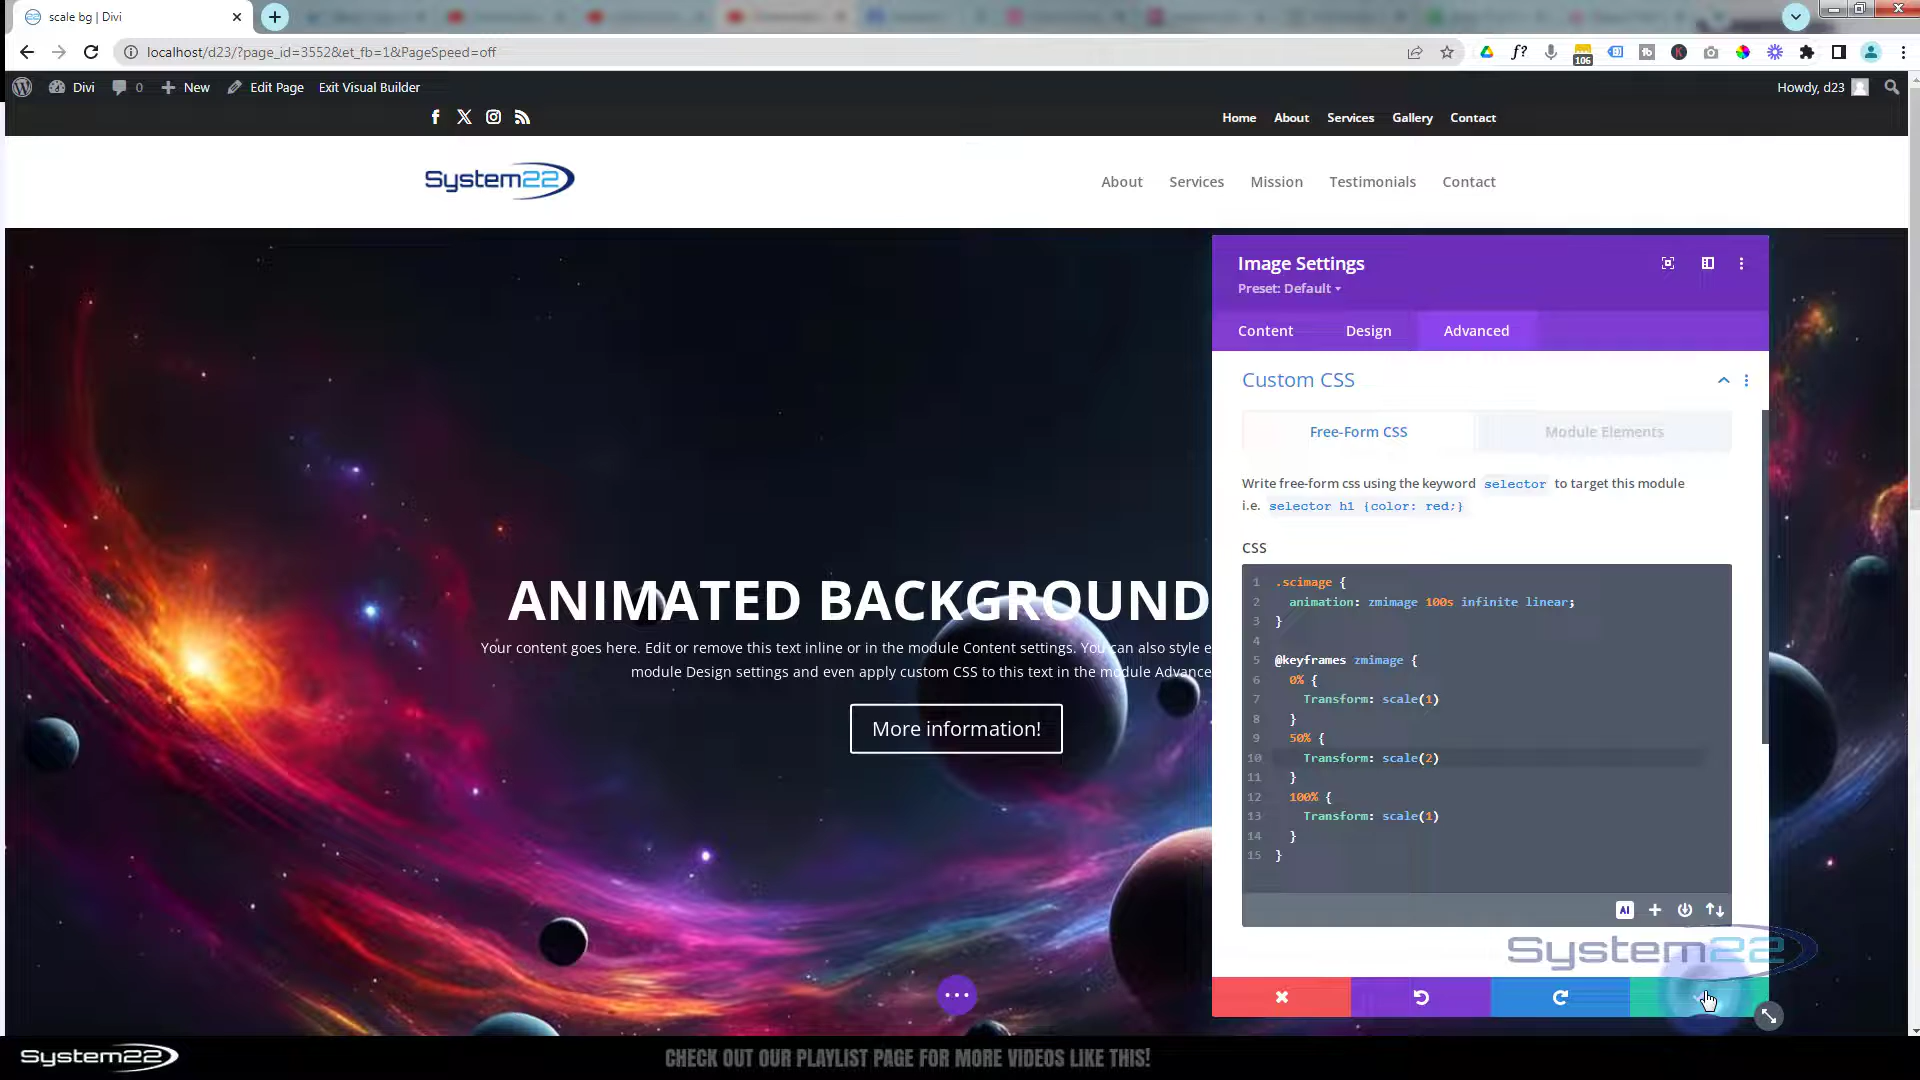 scale bg | Divi
localhost/d23/?page_id=3552&et_fb=1&PageSpeed=off
f?
106
Divi
0
New
Edit Page
Exit Visual Builder
Howdy, d23
Home
About
Services
Gallery
Contact
System22
About
Services
Mission
Testimonials
Contact
ANIMATED BACKGROUND
Your content goes here. Edit or remove this text inline or in the module Content settings. You can also style e
module Design settings and even apply custom CSS to this text in the module Advance
More information!
Image Settings
Preset: Default
Content
Design
Advanced
Custom CSS
Free-Form CSS
Module Elements
Write free-form css using the keyword selector to target this module
i.e. selector h1 {color: red;}
CSS
1 .scimage {
2 animation: zmimage 100s infinite linear;
3 }
4
5 @keyframes zmimage {
6 0% {
7 Transform: scale(1)
8 }
9 50% {
10 Transform: scale(2)
11 }
12 100% {
13 Transform: scale(1)
14 }
15 }
AI
System22
System22
CHECK OUT OUR PLAYLIST PAGE FOR MORE VIDEOS LIKE THIS!